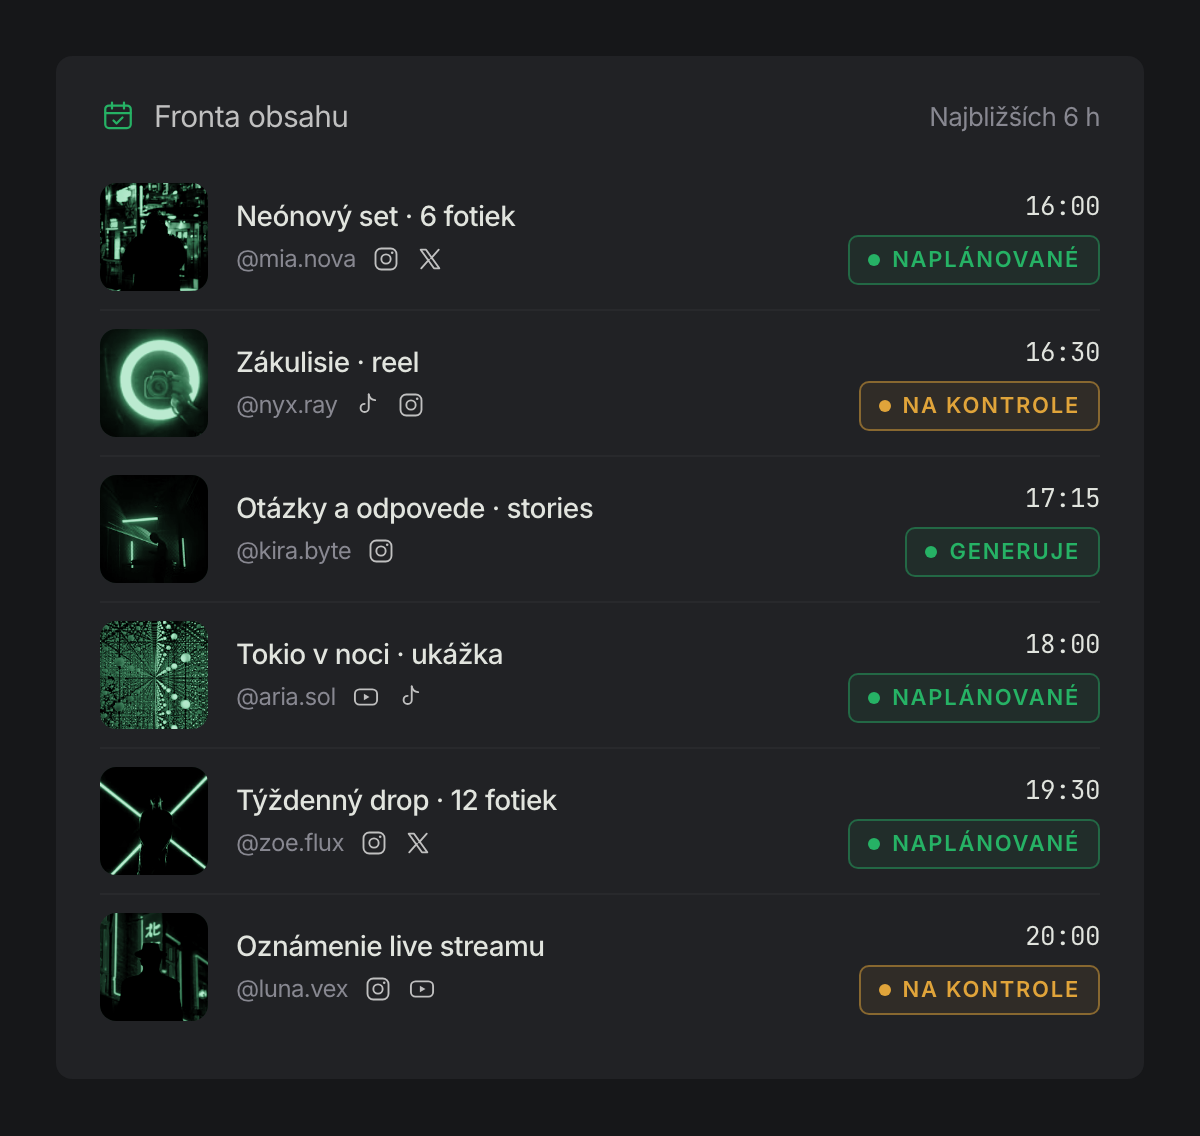 Fronta obsahu
Najbližších 6 h
Neónový set · 6 fotiek
16:00
@mia.nova
NAPLÁNOVANÉ
Zákulisie · reel
16:30
@nyx.ray
NA KONTROLE
Otázky a odpovede · stories
17:15
@kira.byte
GENERUJE
Tokio v noci · ukážka
18:00
@aria.sol
NAPLÁNOVANÉ
Týždenný drop · 12 fotiek
19:30
@zoe.flux
NAPLÁNOVANÉ
北
Oznámenie live streamu
20:00
@luna.vex
NA KONTROLE